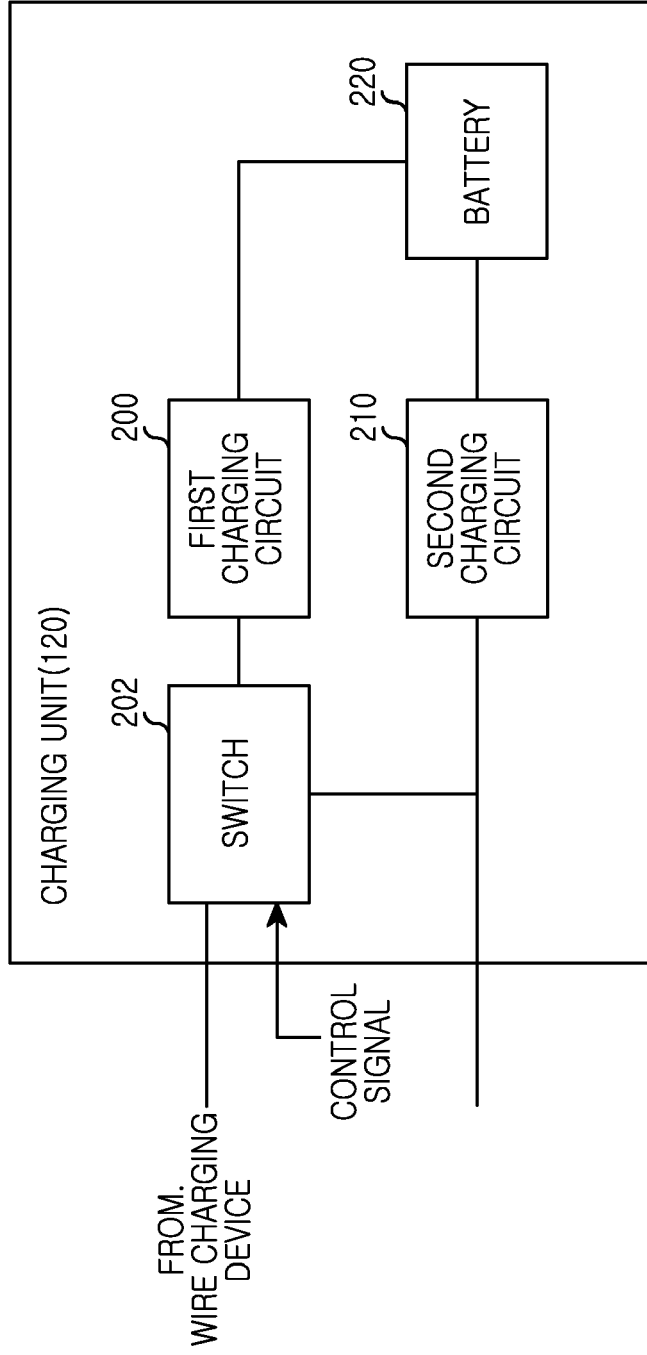 CHARGING UNIT(120)
FROM.
WIRE CHARGING
DEVICE
CONTROL
SIGNAL
202
SWITCH
200
FIRST
CHARGING
CIRCUIT
210
SECOND
CHARGING
CIRCUIT
220
BATTERY